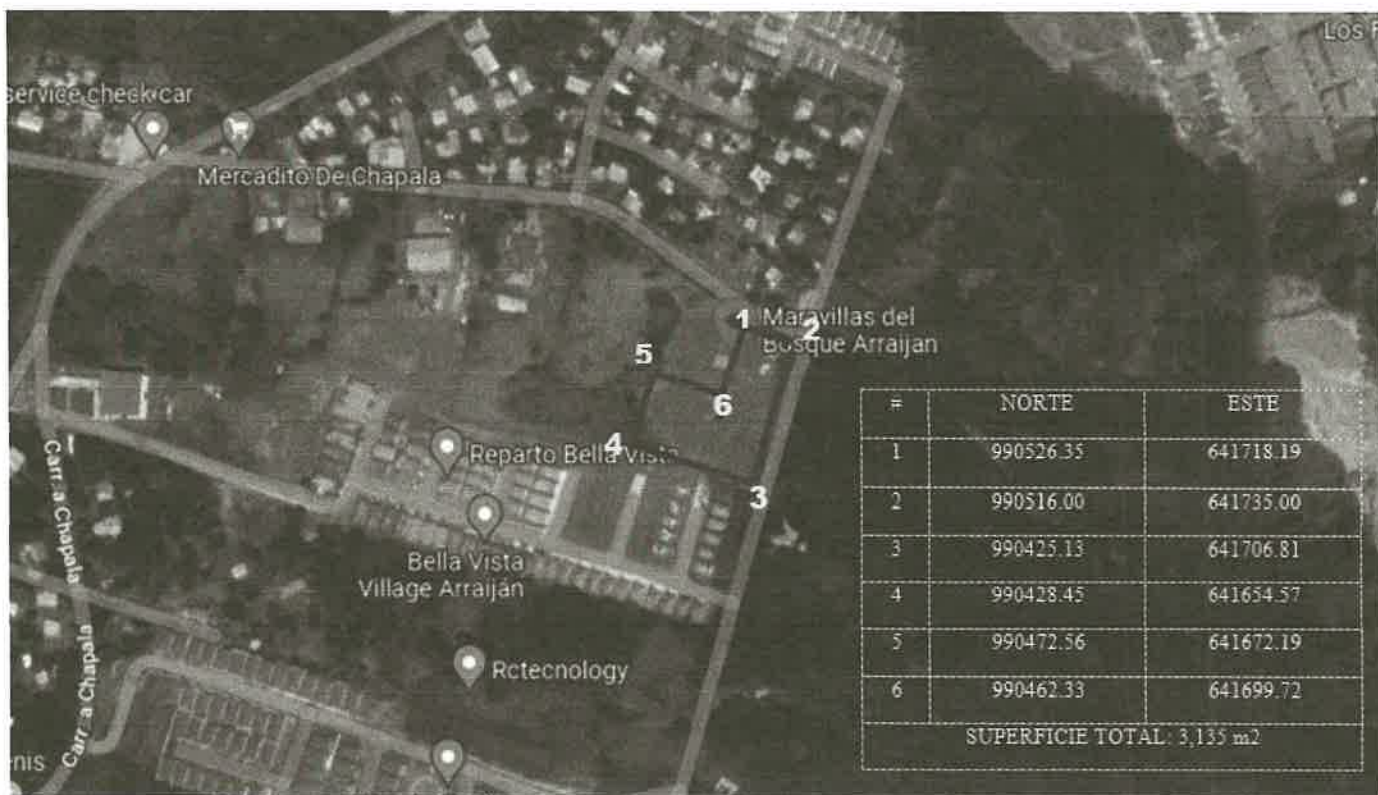 Los
service check car
Mercadito De Chapala
1
Maravillas del
2
Bosque Arraijan
5
6
4
Reparto Bella Vista
3
Carr a Chapala
Bella Vista
Village Arraiján
Carr a Chapala
Rctecnology
enis
# NORTE ESTE
1 990526.35 641718.19
2 990516.00 641735.00
3 990425.13 641706.81
4 990428.45 641654.57
5 990472.56 641672.19
6 990462.33 641699.72
SUPERFICIE TOTAL: 3,135 m2